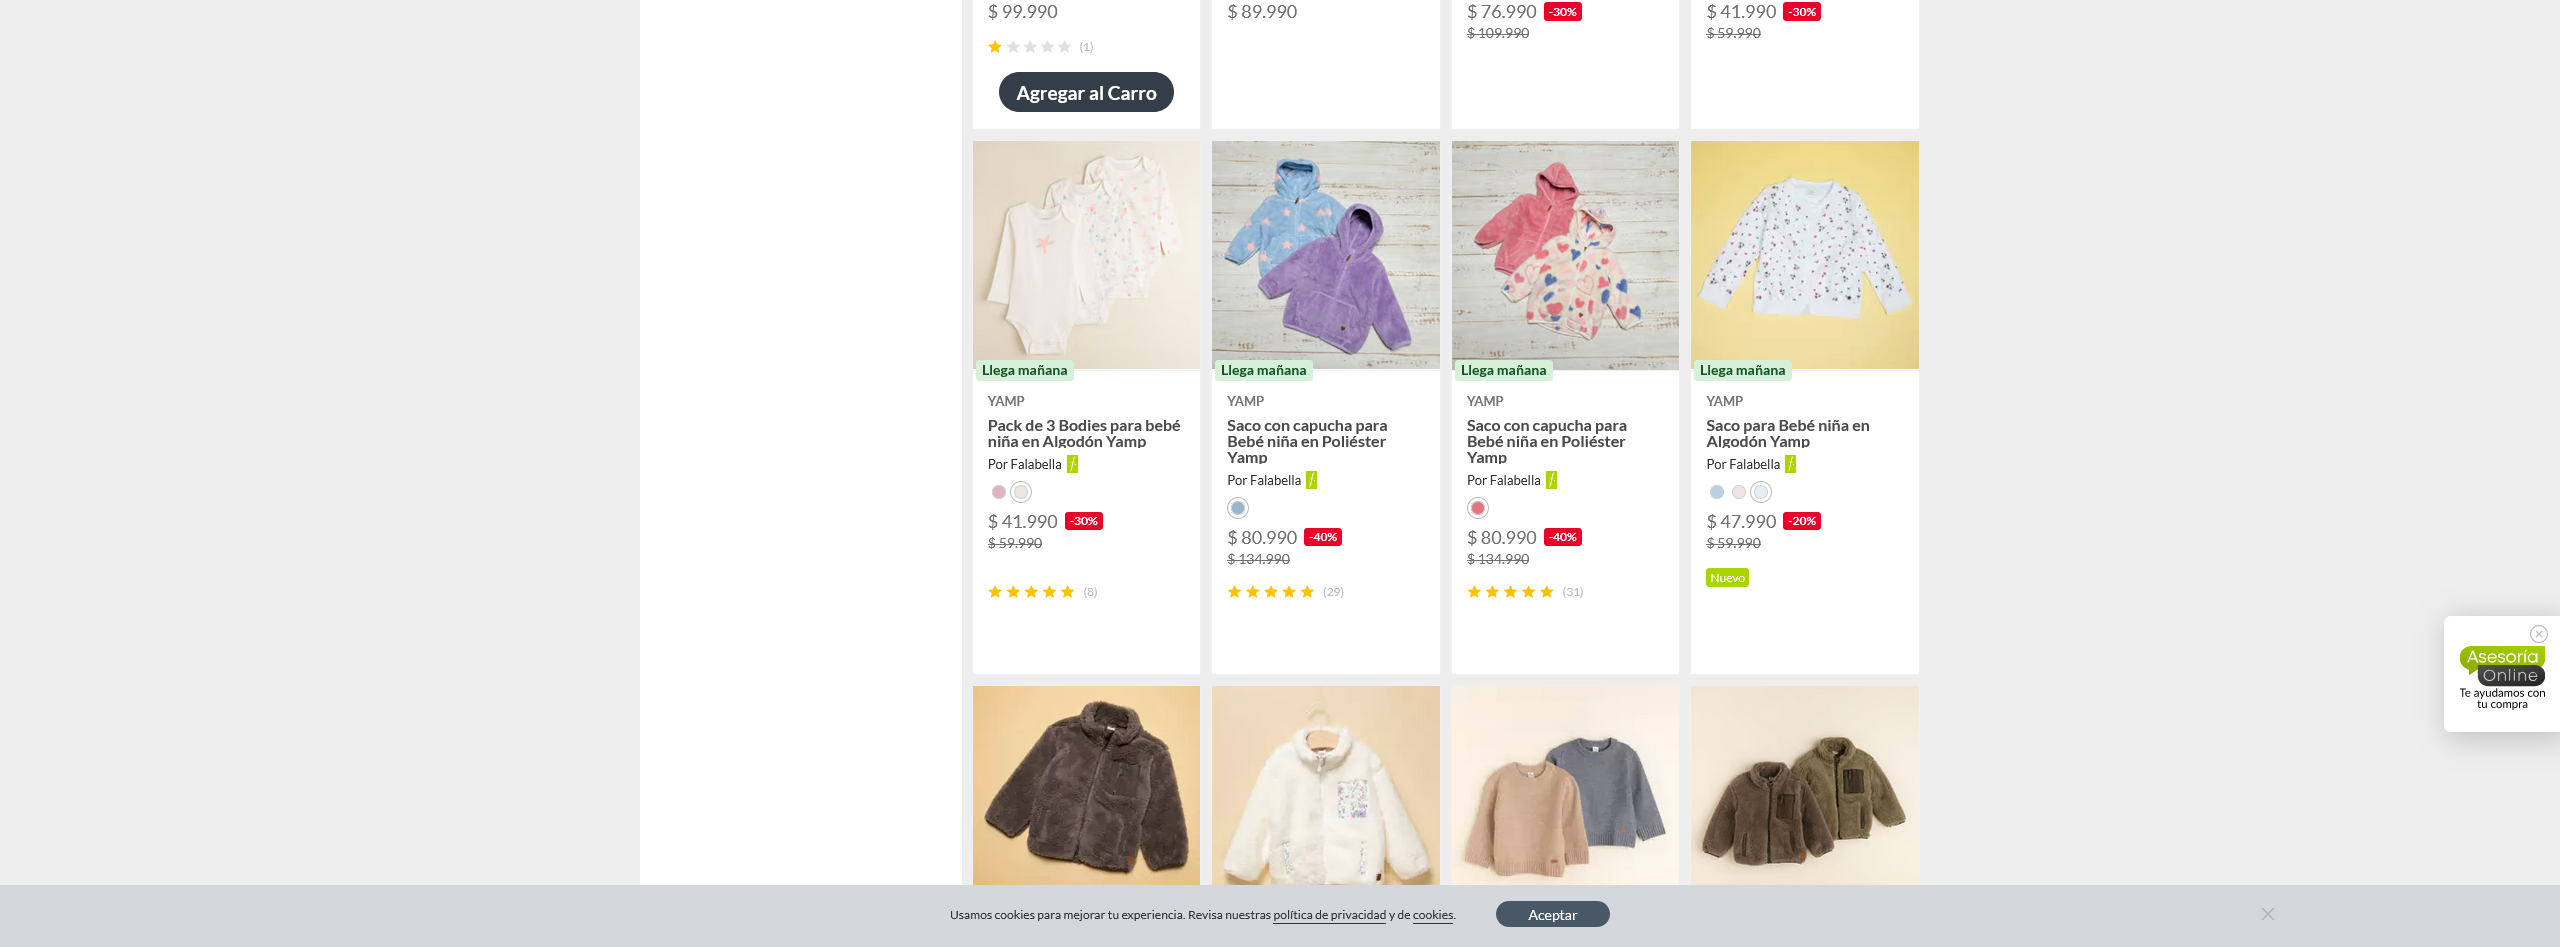 $ 99.990
(1)
Agregar al Carro
$ 89.990
$ 76.990 -30%
$ 109.990
$ 41.990 -30%
$ 59.990
Llega mañana
YAMP
Pack de 3 Bodies para bebé
niña en Algodón Yamp
Por Falabella
$ 41.990 -30%
$ 59.990
(8)
Llega mañana
YAMP
Saco con capucha para
Bebé niña en Poliéster
Yamp
Por Falabella
$ 80.990 -40%
$ 134.990
(29)
Llega mañana
YAMP
Saco con capucha para
Bebé niña en Poliéster
Yamp
Por Falabella
$ 80.990 -40%
$ 134.990
(31)
Llega mañana
YAMP
Saco para Bebé niña en
Algodón Yamp
Por Falabella
$ 47.990 -20%
$ 59.990
Nuevo
Asesoría
Online
Te ayudamos con
tu compra
Usamos cookies para mejorar tu experiencia. Revisa nuestras política de privacidad y de cookies.
Aceptar